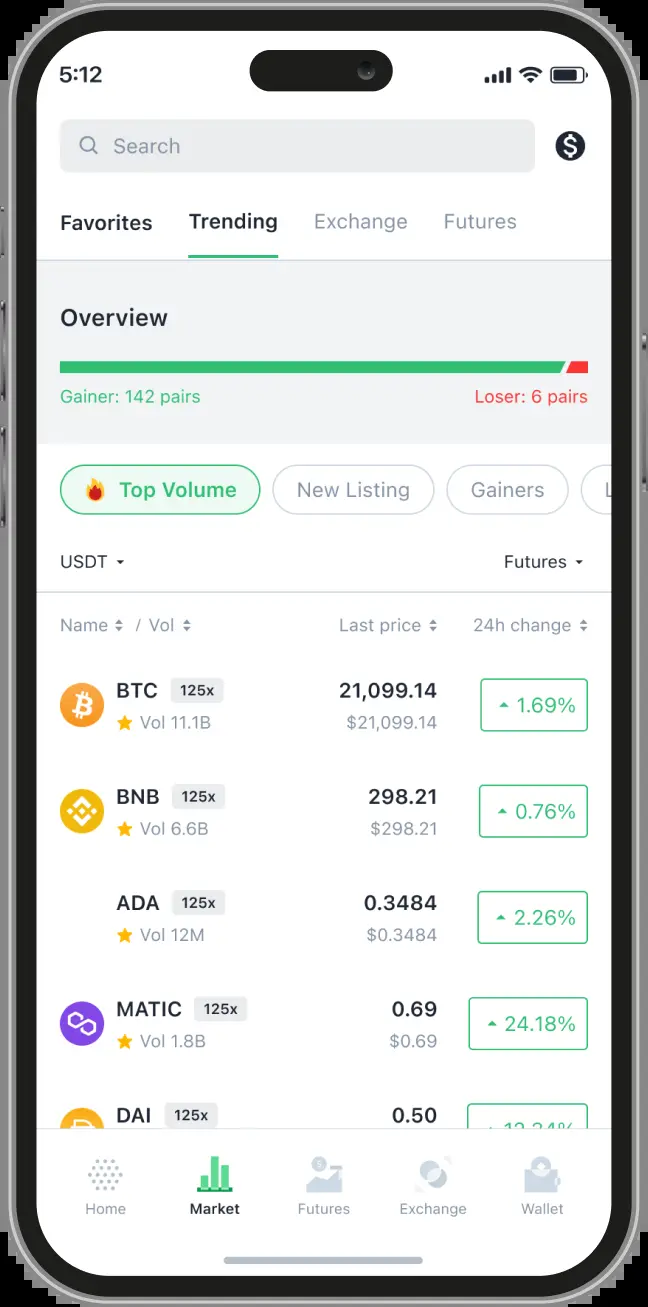 5:12
Search
Favorites Trending Exchange Futures
Overview
Gainer: 142 pairs Loser: 6 pairs
Top Volume New Listing Gainers
USDT Futures
Name / Vol Last price 24h change
BTC 125x 21,099.14 1.69%
Vol 11.1B $21,099.14
BNB 125x 298.21 0.76%
Vol 6.6B $298.21
ADA 125x 0.3484 2.26%
Vol 12M $0.3484
MATIC 125x 0.69 24.18%
Vol 1.8B $0.69
DAI 125x 0.50
Home Market Futures Exchange Wallet